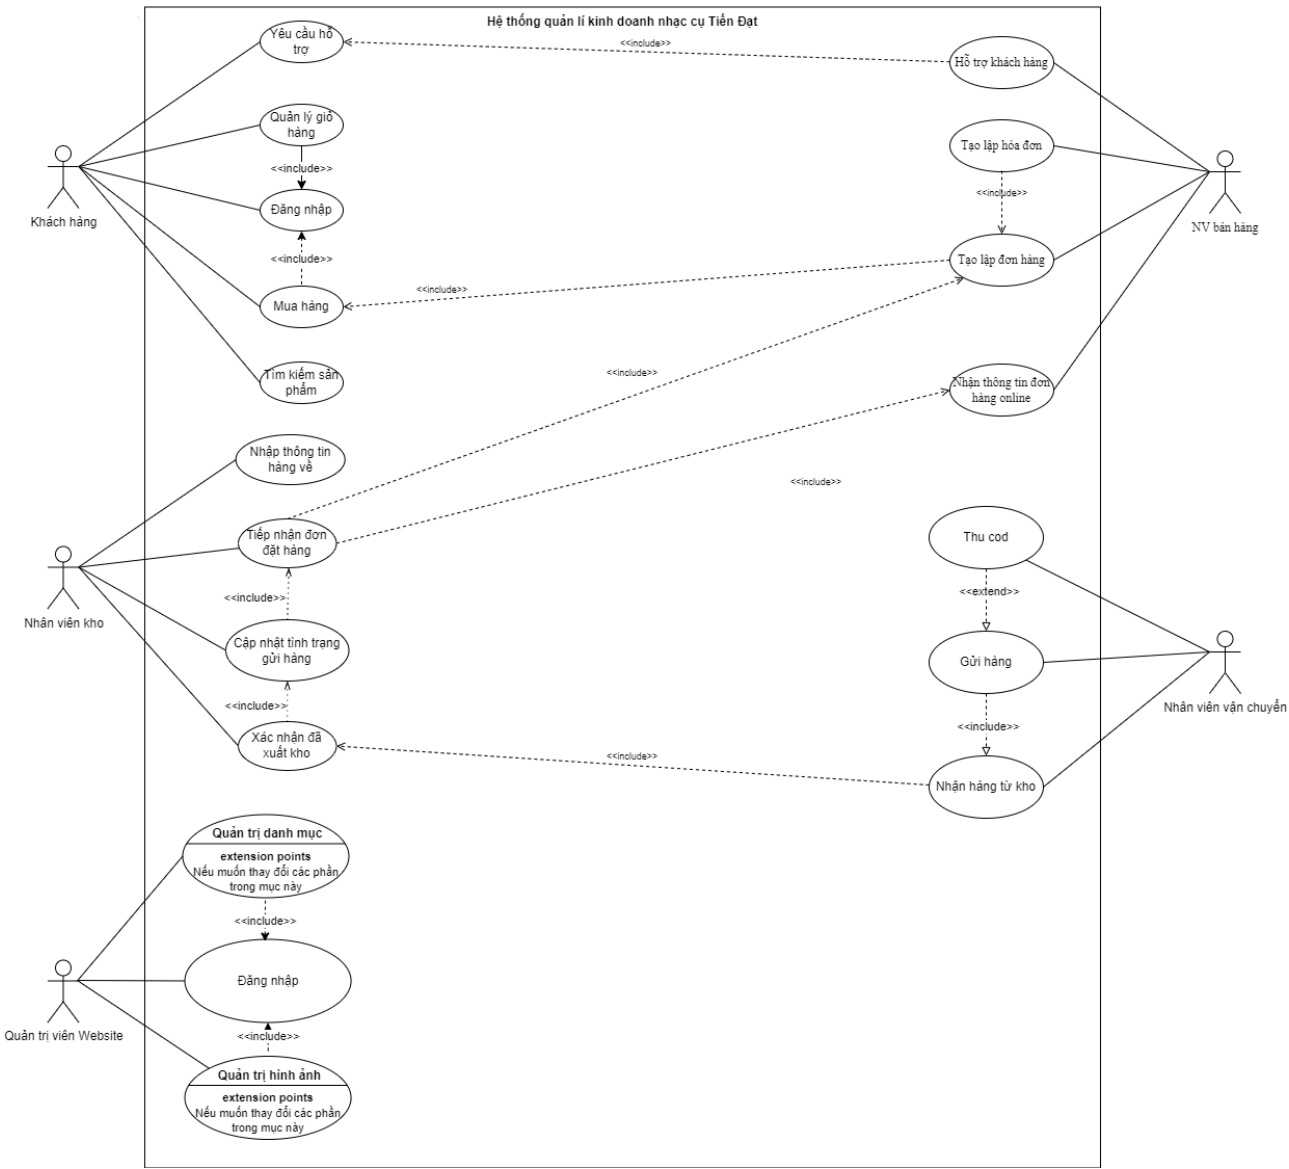 Hệ thống quản lí kinh doanh nhạc cụ Tiến Đạt
Yêu cầu hỗ
trợ
<<include>>
Hỗ trợ khách hàng
Quản lý giỏ
hàng
<<include>>
Đăng nhập
<<include>>
Mua hàng
Tìm kiếm sản
phẩm
Khách hàng
Tạo lập hóa đơn
<<include>>
Tạo lập đơn hàng
<<include>>
NV bán hàng
<<include>>
Nhận thông tin đơn
hàng online
Nhập thông tin
hàng về
<<include>>
Tiếp nhận đơn
đặt hàng
<<include>>
Cập nhật tình trạng
gửi hàng
<<include>>
Xác nhận đã
xuất kho
Nhân viên kho
Thu cod
<<extend>>
Gửi hàng
<<include>>
Nhận hàng từ kho
<<include>>
Nhân viên vận chuyển
Quản trị danh mục
extension points
Nếu muốn thay đổi các phần
trong mục này
<<include>>
Đăng nhập
<<include>>
Quản trị hình ảnh
extension points
Nếu muốn thay đổi các phần
trong mục này
Quản trị viên Website